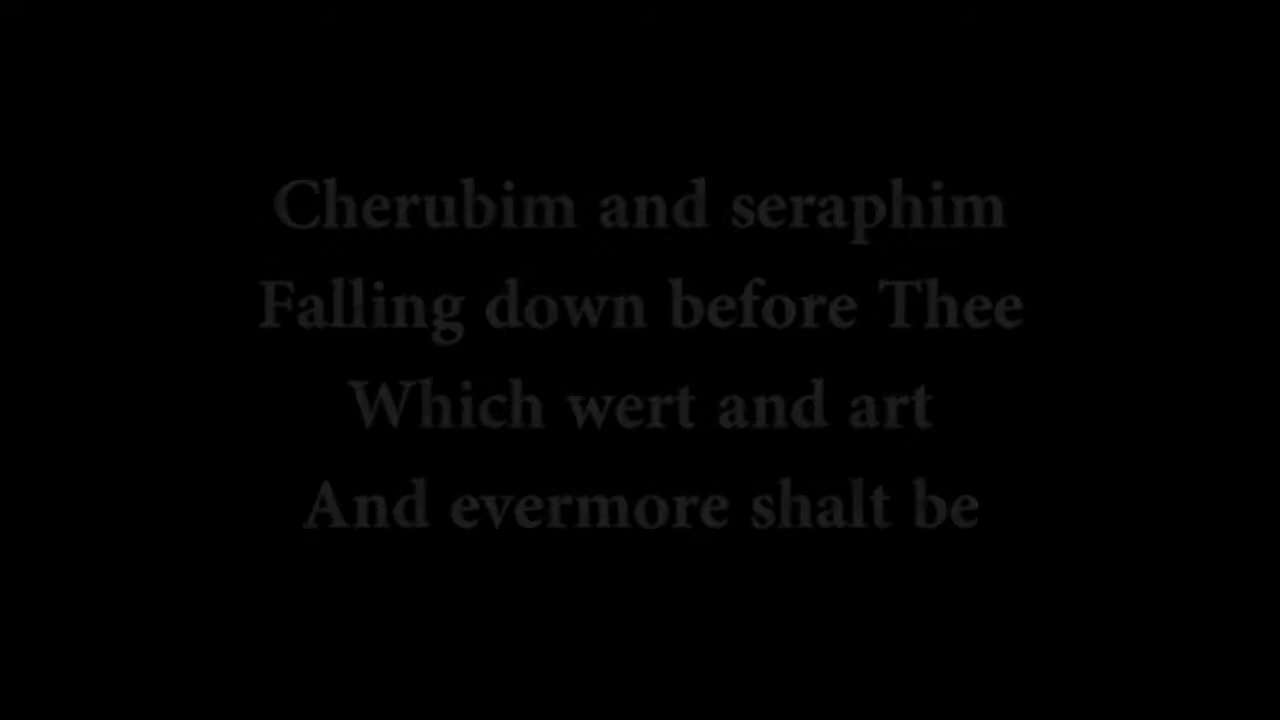 Cherubim and seraphim
Falling down before Thee
Which wert and art
And evermore shalt be